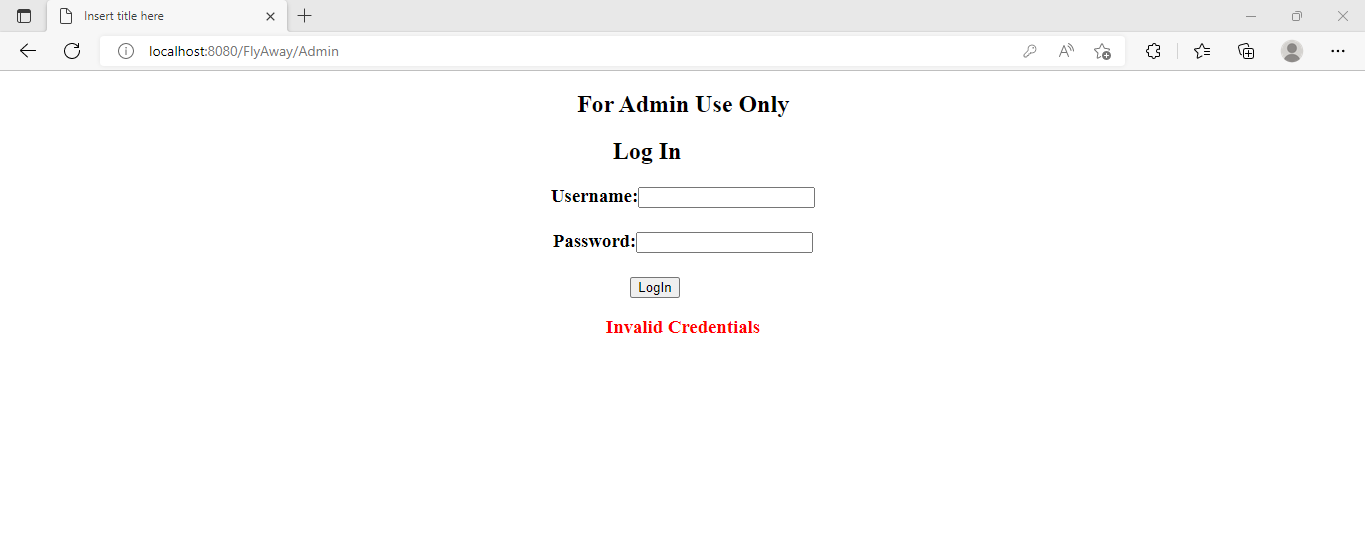 Insert title here
localhost:8080/FlyAway/Admin
For Admin Use Only
Log In
Username:
Password:
LogIn
Invalid Credentials